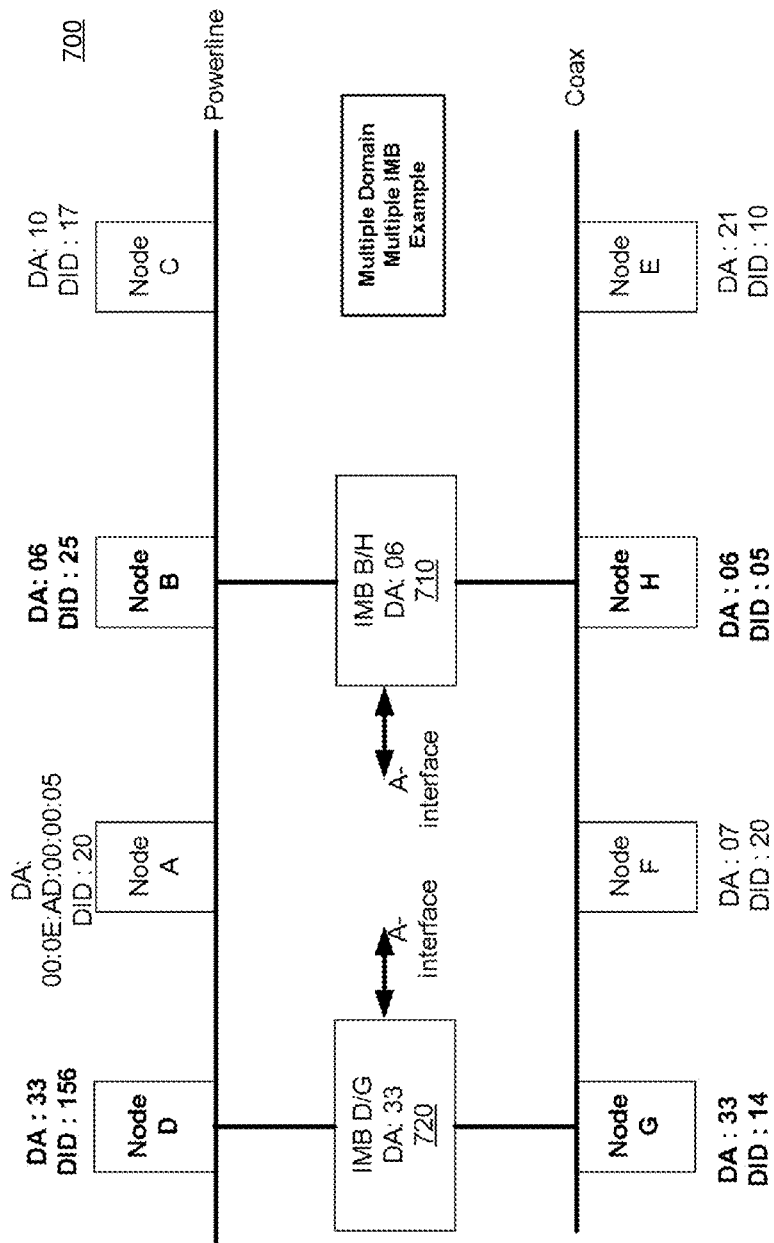 700
DA : 33
DID : 156
DA:
00:0E:AD:00:00:05
DID : 20
DA: 06
DID : 25
DA: 10
DID : 17
Node
D
Node
A
Node
B
Node
C
Powerline
IMB D/G
DA: 33
720
A-
interface
A-
interface
IMB B/H
DA: 06
710
Multiple Domain
Multiple IMB
Example
Coax
Node
G
Node
F
Node
H
Node
E
DA : 33
DID : 14
DA : 07
DID : 20
DA : 06
DID : 05
DA : 21
DID : 10